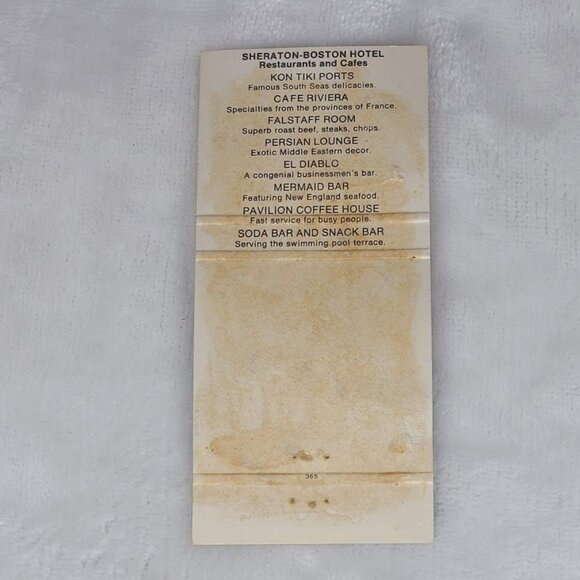 SHERATON-BOSTON HOTEL
Restaurants and Cafes
KON TIKI PORTS
Famous South Seas delicacies.
CAFE RIVIERA
Specialties from the provinces of France.
FALSTAFF ROOM
Superb roast beef, steaks, chops.
PERSIAN LOUNGE
Exotic Middle Eastern decor.
EL DIABLO
A congenial businessmen's bar.
MERMAID BAR
Featuring New England seafood.
PAVILION COFFEE HOUSE
Fast service for busy people.
SODA BAR AND SNACK BAR
Serving the swimming pool terrace.
365